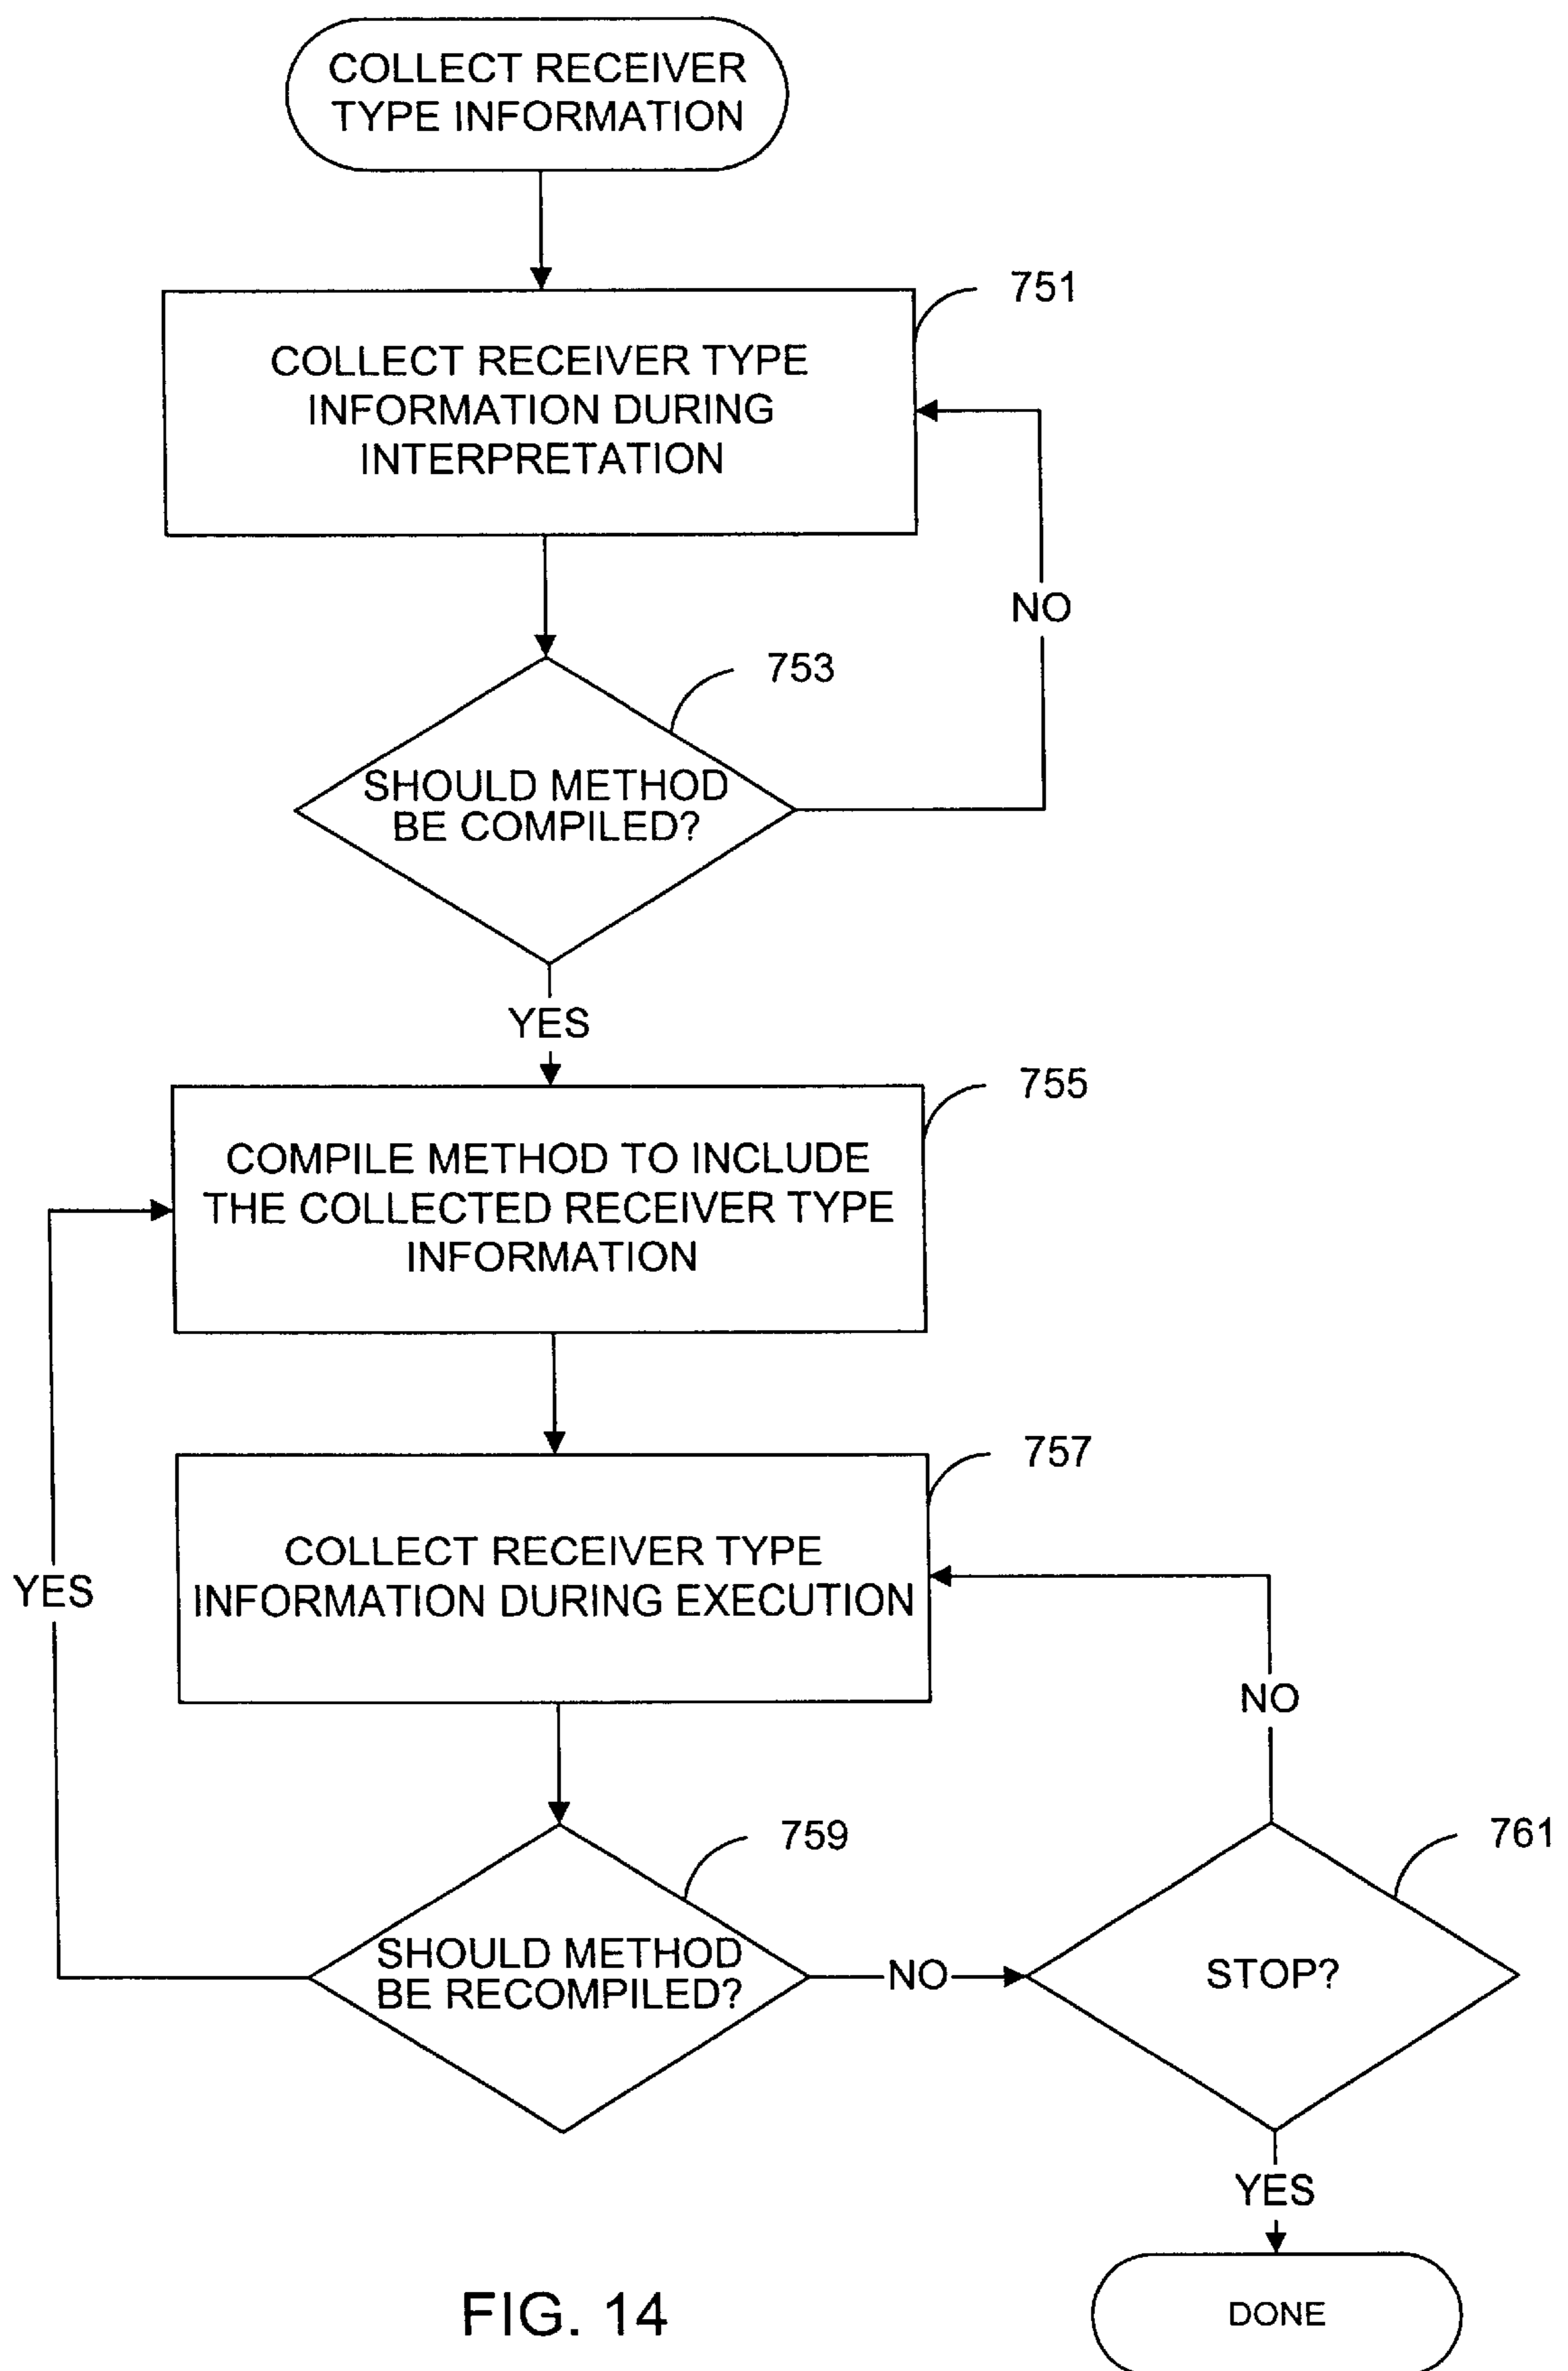 COLLECT RECEIVER
TYPE INFORMATION
751
COLLECT RECEIVER TYPE
INFORMATION DURING
INTERPRETATION
NO
753
SHOULD METHOD
BE COMPILED?
YES
755
COMPILE METHOD TO INCLUDE
THE COLLECTED RECEIVER TYPE
INFORMATION
757
COLLECT RECEIVER TYPE
INFORMATION DURING EXECUTION
YES
NO
759
761
SHOULD METHOD
BE RECOMPILED?
NO
STOP?
YES
DONE
FIG. 14